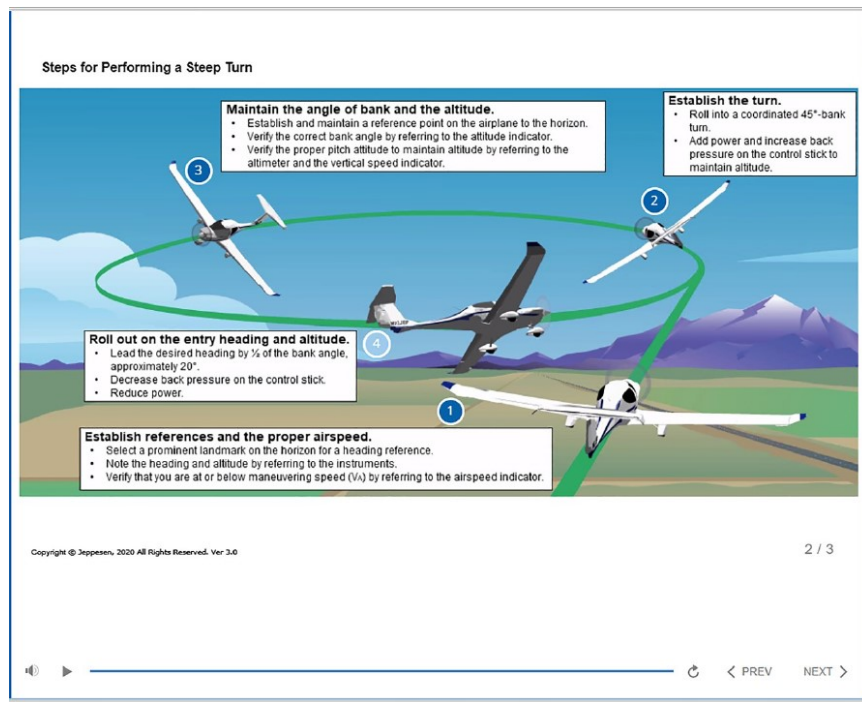 Steps for Performing a Steep Turn
Maintain the angle of bank and the altitude.
• Establish and maintain a reference point on the airplane to the horizon.
• Verify the correct bank angle by referring to the attitude indicator.
• Verify the proper pitch attitude to maintain altitude by referring to the
altimeter and the vertical speed indicator.
Establish the turn.
• Roll into a coordinated 45°-bank
turn.
• Add power and increase back
pressure on the control stick to
maintain altitude.
3
2
Roll out on the entry heading and altitude.
• Lead the desired heading by ½ of the bank angle,
approximately 20°.
• Decrease back pressure on the control stick.
• Reduce power.
4
1
Establish references and the proper airspeed.
• Select a prominent landmark on the horizon for a heading reference.
• Note the heading and altitude by referring to the instruments.
• Verify that you are at or below maneuvering speed (VA) by referring to the airspeed indicator.
Copyright @ Jeppesen, 2020 All Rights Reserved. Ver 3.0
2 / 3
PREV
NEXT